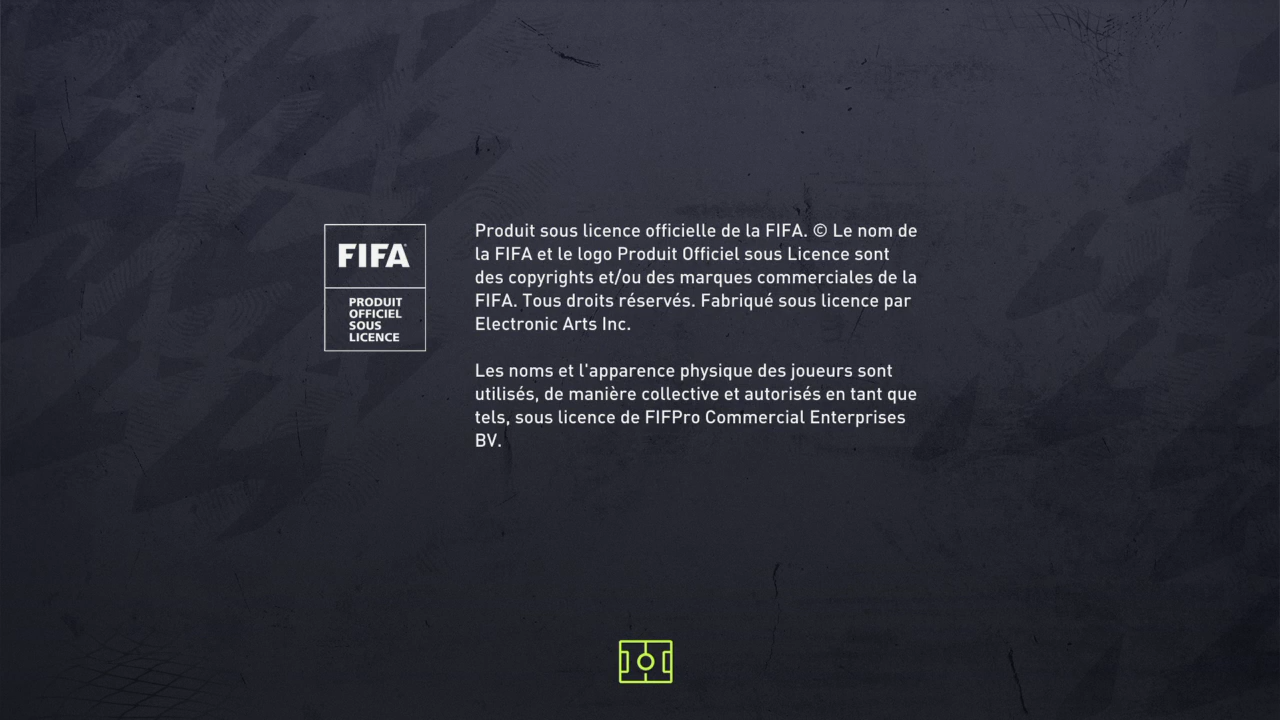 FIFA
PRODUIT
OFFICIEL
SOUS
LICENCE
Produit sous licence officielle de la FIFA. © Le nom de
la FIFA et le logo Produit Officiel sous Licence sont
des copyrights et/ou des marques commerciales de la
FIFA. Tous droits réservés. Fabriqué sous licence par
Electronic Arts Inc.
Les noms et l'apparence physique des joueurs sont
utilisés, de manière collective et autorisés en tant que
tels, sous licence de FIFPro Commercial Enterprises
BV.